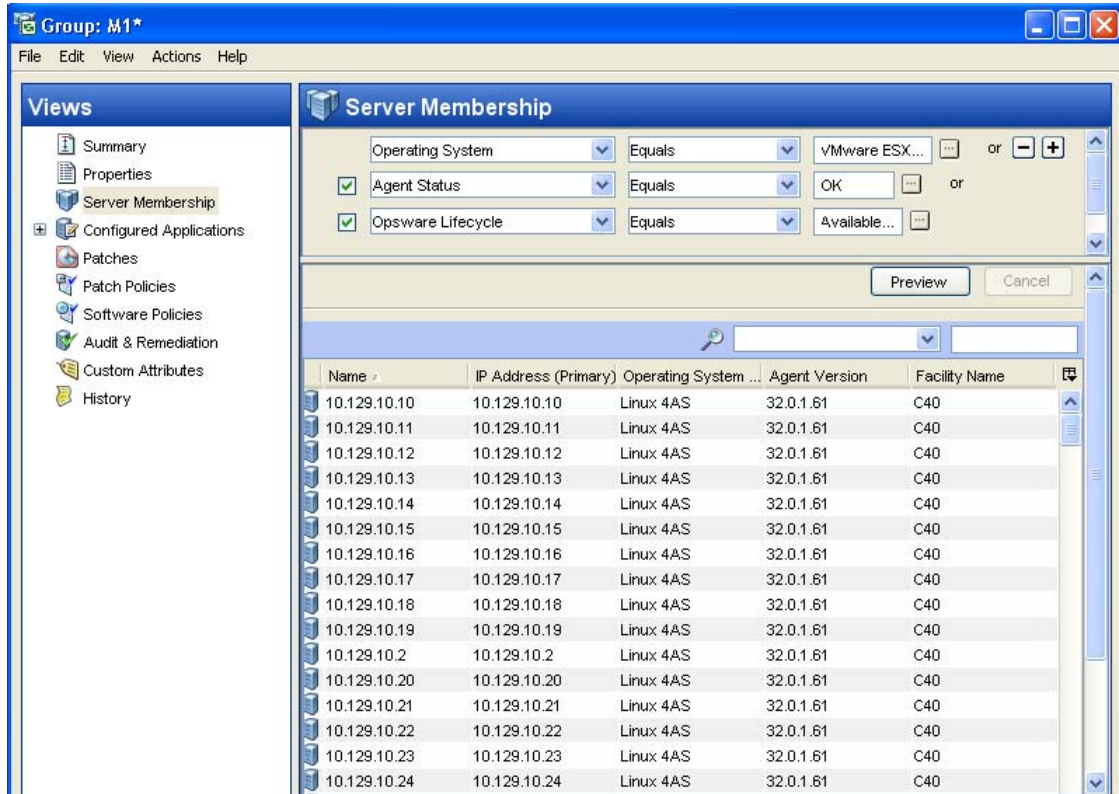 Group: M1*
File Edit View Actions Help
Views
Summary
Properties
Server Membership
Configured Applications
Patches
Patch Policies
Software Policies
Audit & Remediation
Custom Attributes
History
Server Membership
Operating System Equals VMware ESX... ... or
Agent Status Equals OK ... or
Opsware Lifecycle Equals Available... ...
Preview Cancel
Name IP Address (Primary) Operating System ... Agent Version Facility Name
10.129.10.10 10.129.10.10 Linux 4AS 32.0.1.61 C40
10.129.10.11 10.129.10.11 Linux 4AS 32.0.1.61 C40
10.129.10.12 10.129.10.12 Linux 4AS 32.0.1.61 C40
10.129.10.13 10.129.10.13 Linux 4AS 32.0.1.61 C40
10.129.10.14 10.129.10.14 Linux 4AS 32.0.1.61 C40
10.129.10.15 10.129.10.15 Linux 4AS 32.0.1.61 C40
10.129.10.16 10.129.10.16 Linux 4AS 32.0.1.61 C40
10.129.10.17 10.129.10.17 Linux 4AS 32.0.1.61 C40
10.129.10.18 10.129.10.18 Linux 4AS 32.0.1.61 C40
10.129.10.19 10.129.10.19 Linux 4AS 32.0.1.61 C40
10.129.10.2 10.129.10.2 Linux 4AS 32.0.1.61 C40
10.129.10.20 10.129.10.20 Linux 4AS 32.0.1.61 C40
10.129.10.21 10.129.10.21 Linux 4AS 32.0.1.61 C40
10.129.10.22 10.129.10.22 Linux 4AS 32.0.1.61 C40
10.129.10.23 10.129.10.23 Linux 4AS 32.0.1.61 C40
10.129.10.24 10.129.10.24 Linux 4AS 32.0.1.61 C40